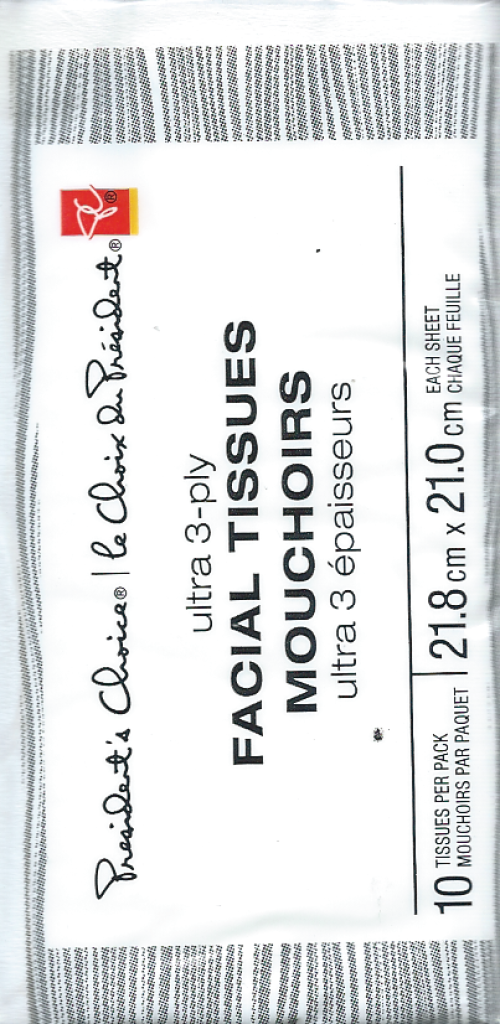 President's Choice® | le Choix du Président®
ultra 3-ply
FACIAL TISSUES
MOUCHOIRS
ultra 3 épaisseurs
10 TISSUES PER PACK
MOUCHOIRS PAR PAQUET
21.8 cm x 21.0 cm EACH SHEET
CHAQUE FEUILLE
PC®